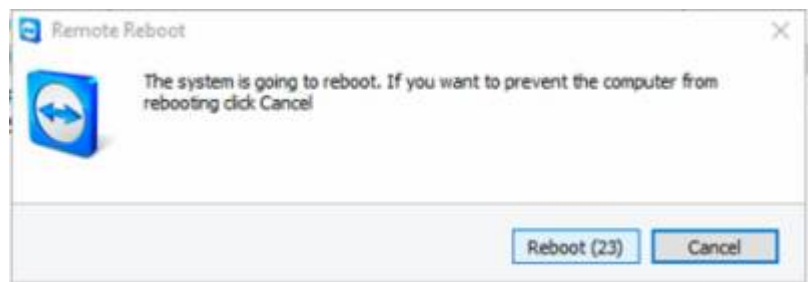 Remote Reboot
The system is going to reboot. If you want to prevent the computer from
rebooting click Cancel
Reboot (23) Cancel